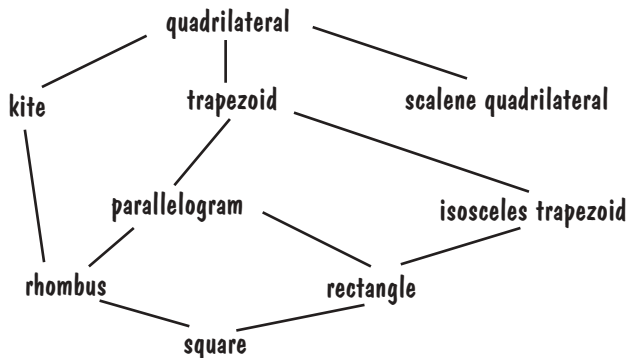 quadrilateral
kite
trapezoid
scalene quadrilateral
parallelogram
isosceles trapezoid
rhombus
rectangle
square